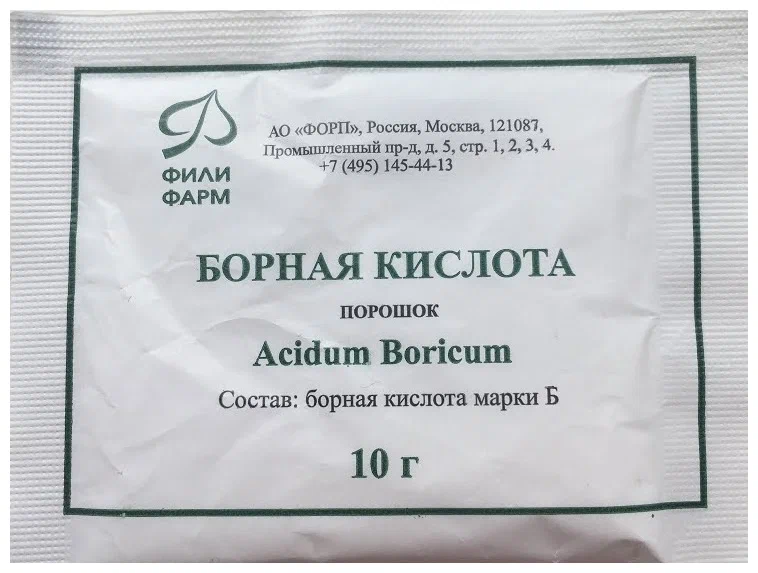 ФИЛИ
ФАРМ
АО «ФОРП», Россия, Москва, 121087,
Промышленный пр-д, д. 5, стр. 1, 2, 3, 4.
+7 (495) 145-44-13
БОРНАЯ КИСЛОТА
ПОРОШОК
Acidum Boricum
Состав: борная кислота марки Б
10 г